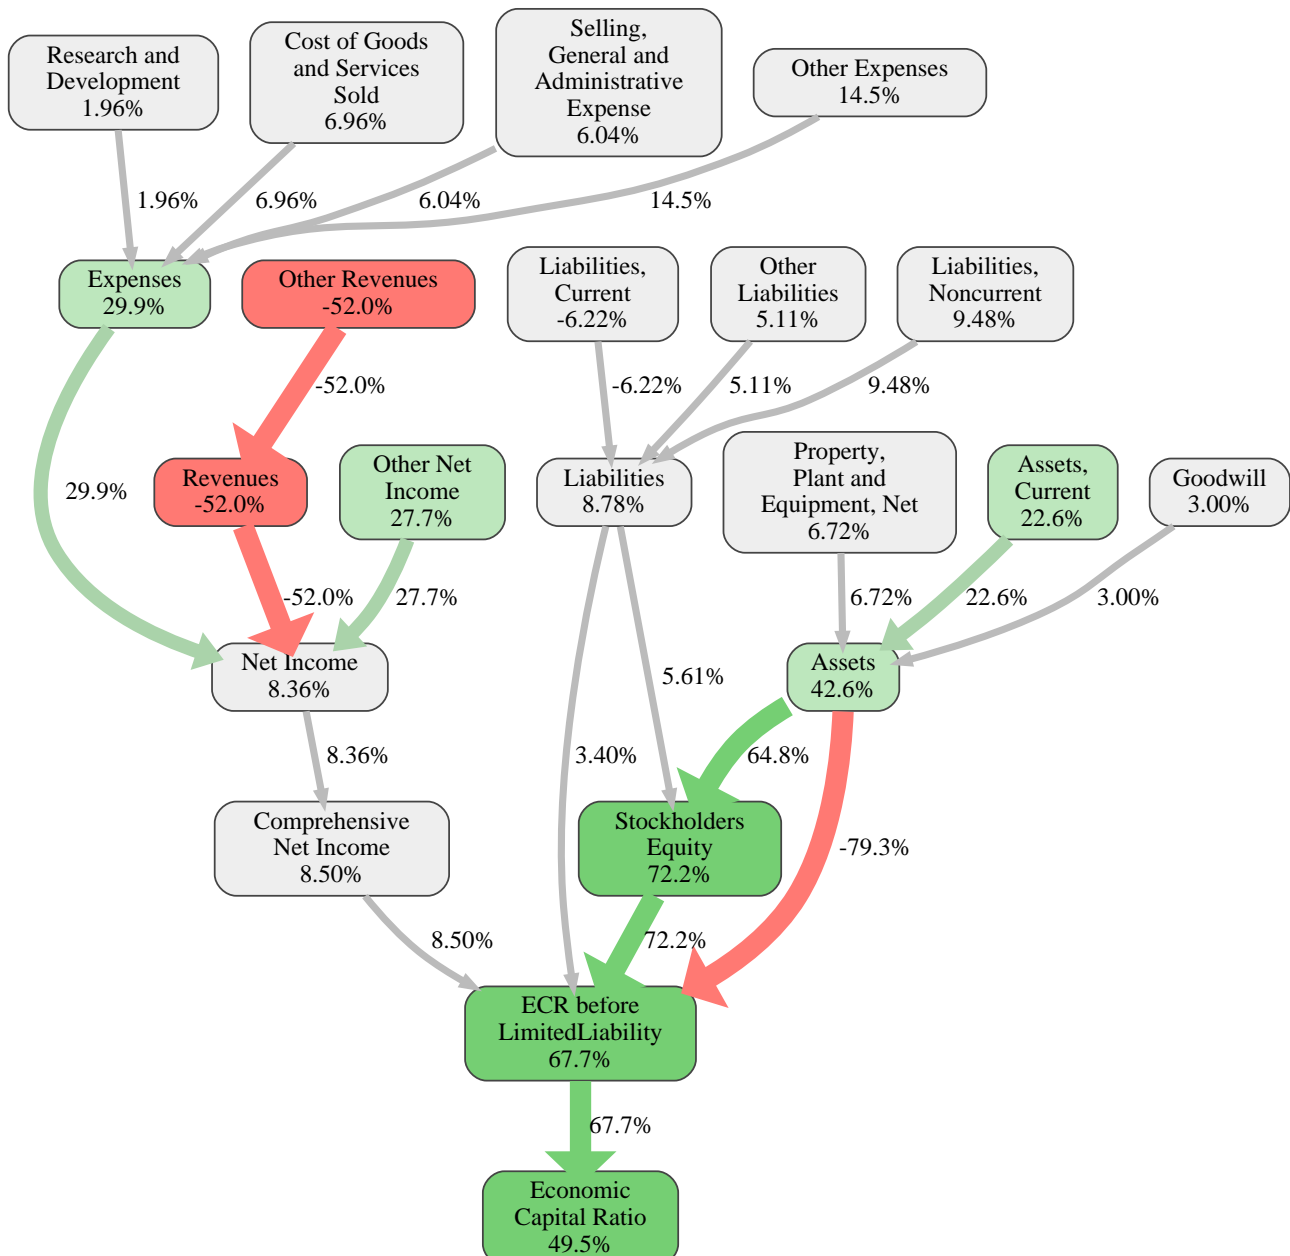 Research and
Development
1.96%
Cost of Goods
and Services
Sold
6.96%
Selling,
General and
Administrative
Expense
6.04%
Other Expenses
14.5%
1.96%
6.96%
6.04%
14.5%
Expenses
29.9%
Other Revenues
-52.0%
Liabilities,
Current
-6.22%
Other
Liabilities
5.11%
Liabilities,
Noncurrent
9.48%
-52.0%
-6.22%
5.11%
9.48%
29.9%
Revenues
-52.0%
Other Net
Income
27.7%
Liabilities
8.78%
Property,
Plant and
Equipment, Net
6.72%
Assets,
Current
22.6%
Goodwill
3.00%
-52.0%
27.7%
6.72%
22.6%
3.00%
Net Income
8.36%
5.61%
Assets
42.6%
8.36%
3.40%
64.8%
Comprehensive
Net Income
8.50%
Stockholders
Equity
72.2%
-79.3%
8.50%
72.2%
ECR before
LimitedLiability
67.7%
67.7%
Economic
Capital Ratio
49.5%